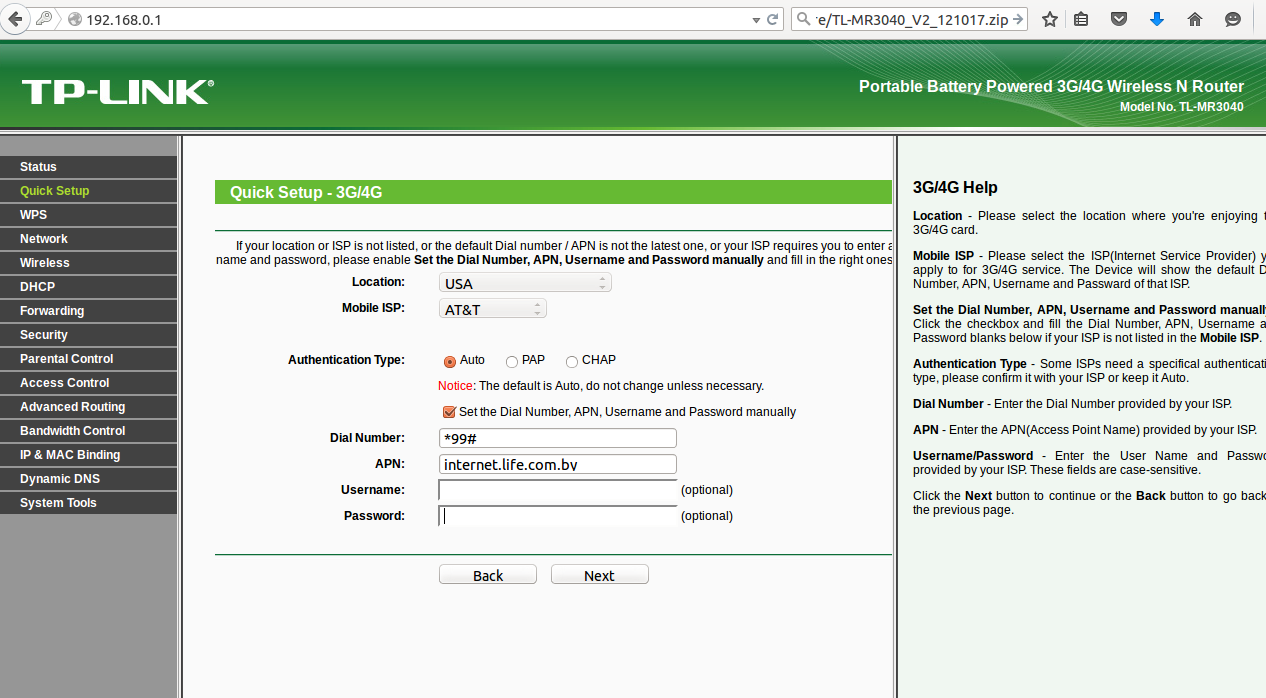 192.168.0.1
e/TL-MR3040_V2_121017.zip
TP-LINK®
Portable Battery Powered 3G/4G Wireless N Router
Model No. TL-MR3040
Status
Quick Setup
WPS
Network
Wireless
DHCP
Forwarding
Security
Parental Control
Access Control
Advanced Routing
Bandwidth Control
IP & MAC Binding
Dynamic DNS
System Tools
Quick Setup - 3G/4G
If your location or ISP is not listed, or the default Dial number / APN is not the latest one, or your ISP requires you to enter a
name and password, please enable Set the Dial Number, APN, Username and Password manually and fill in the right ones
Location: USA
Mobile ISP: AT&T
Authentication Type: Auto PAP CHAP
Notice: The default is Auto, do not change unless necessary.
Set the Dial Number, APN, Username and Password manually
Dial Number: *99#
APN: internet.life.com.by
Username: (optional)
Password: (optional)
Back Next
3G/4G Help
Location - Please select the location where you're enjoying
3G/4G card.
Mobile ISP - Please select the ISP(Internet Service Provider)
apply to for 3G/4G service. The Device will show the default D
Number, APN, Username and Passward of that ISP.
Set the Dial Number, APN, Username and Password manually
Click the checkbox and fill the Dial Number, APN, Username a
Password blanks below if your ISP is not listed in the Mobile ISP.
Authentication Type - Some ISPs need a specifical authenticati
type, please confirm it with your ISP or keep it Auto.
Dial Number - Enter the Dial Number provided by your ISP.
APN - Enter the APN(Access Point Name) provided by your ISP.
Username/Password - Enter the User Name and Passwo
provided by your ISP. These fields are case-sensitive.
Click the Next button to continue or the Back button to go back
the previous page.